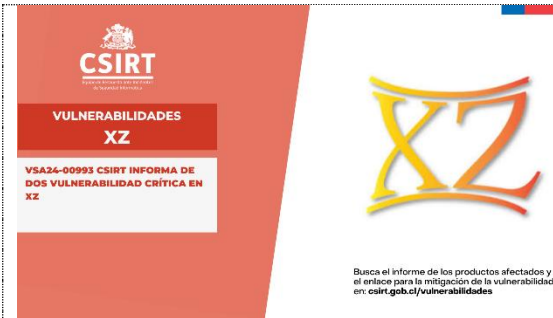 CSIRT
VULNERABILIDADES
XZ
VSA24-00993 CSIRT INFORMA DE
DOS VULNERABILIDAD CRÍTICA EN
XZ
XZ
Busca el informe de los productos afectados y
el enlace para la mitigación de la vulnerabilidad
en: csirt.gob.cl/vulnerabilidades